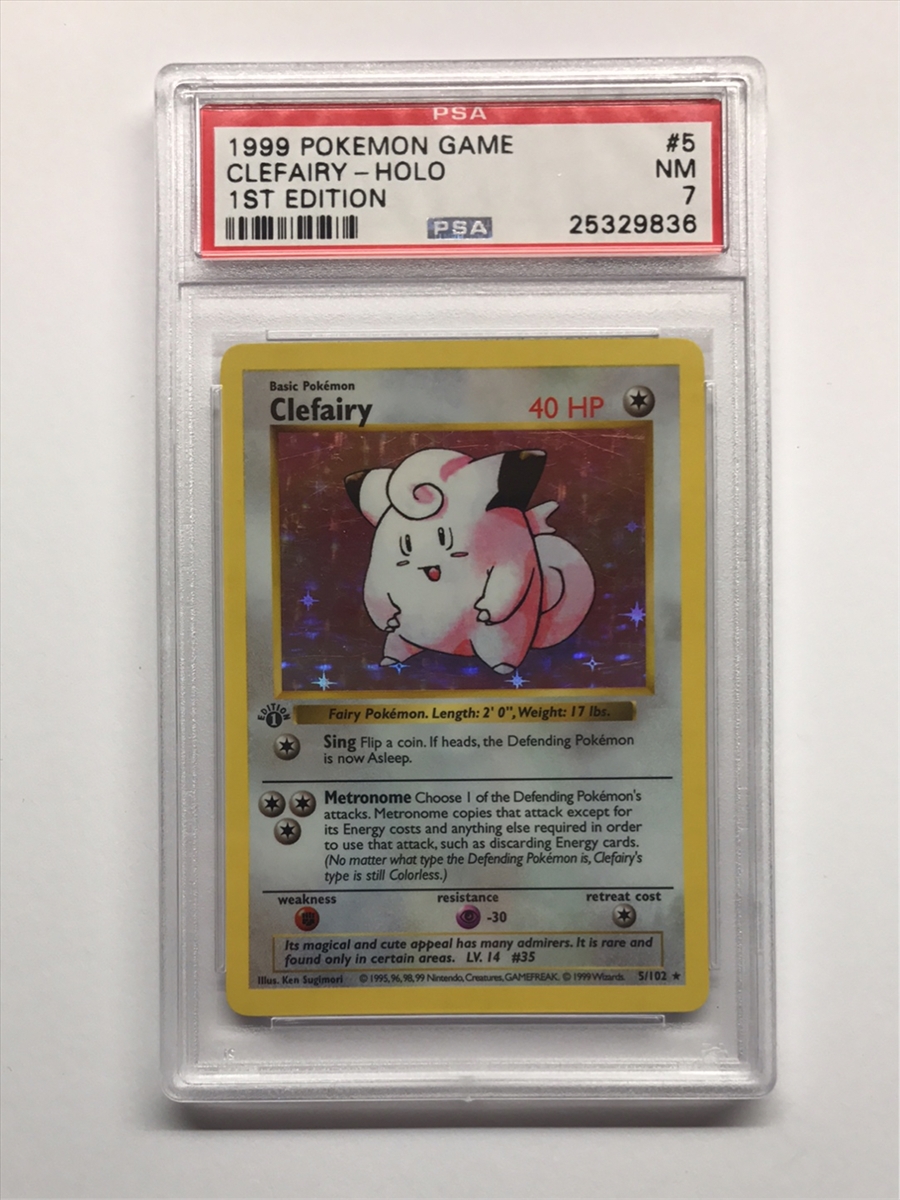 PSA
1999 POKEMON GAME #5
CLEFAIRY - HOLO NM
1ST EDITION 7
PSA 25329836
Basic Pokémon
Clefairy 40 HP
EDITION
1
Fairy Pokémon. Length: 2' 0", Weight: 17 lbs.
Sing Flip a coin. If heads, the Defending Pokémon
is now Asleep.
Metronome Choose 1 of the Defending Pokémon's
attacks. Metronome copies that attack except for
its Energy costs and anything else required in order
to use that attack, such as discarding Energy cards.
(No matter what type the Defending Pokémon is, Clefairy's
type is still Colorless.)
weakness resistance retreat cost
-30
Its magical and cute appeal has many admirers. It is rare and
found only in certain areas. LV. 14 #35
Illus. Ken Sugimori © 1995, 96, 98, 99 Nintendo, Creatures, GAMEFREAK. © 1999 Wizards. 5/102 ★